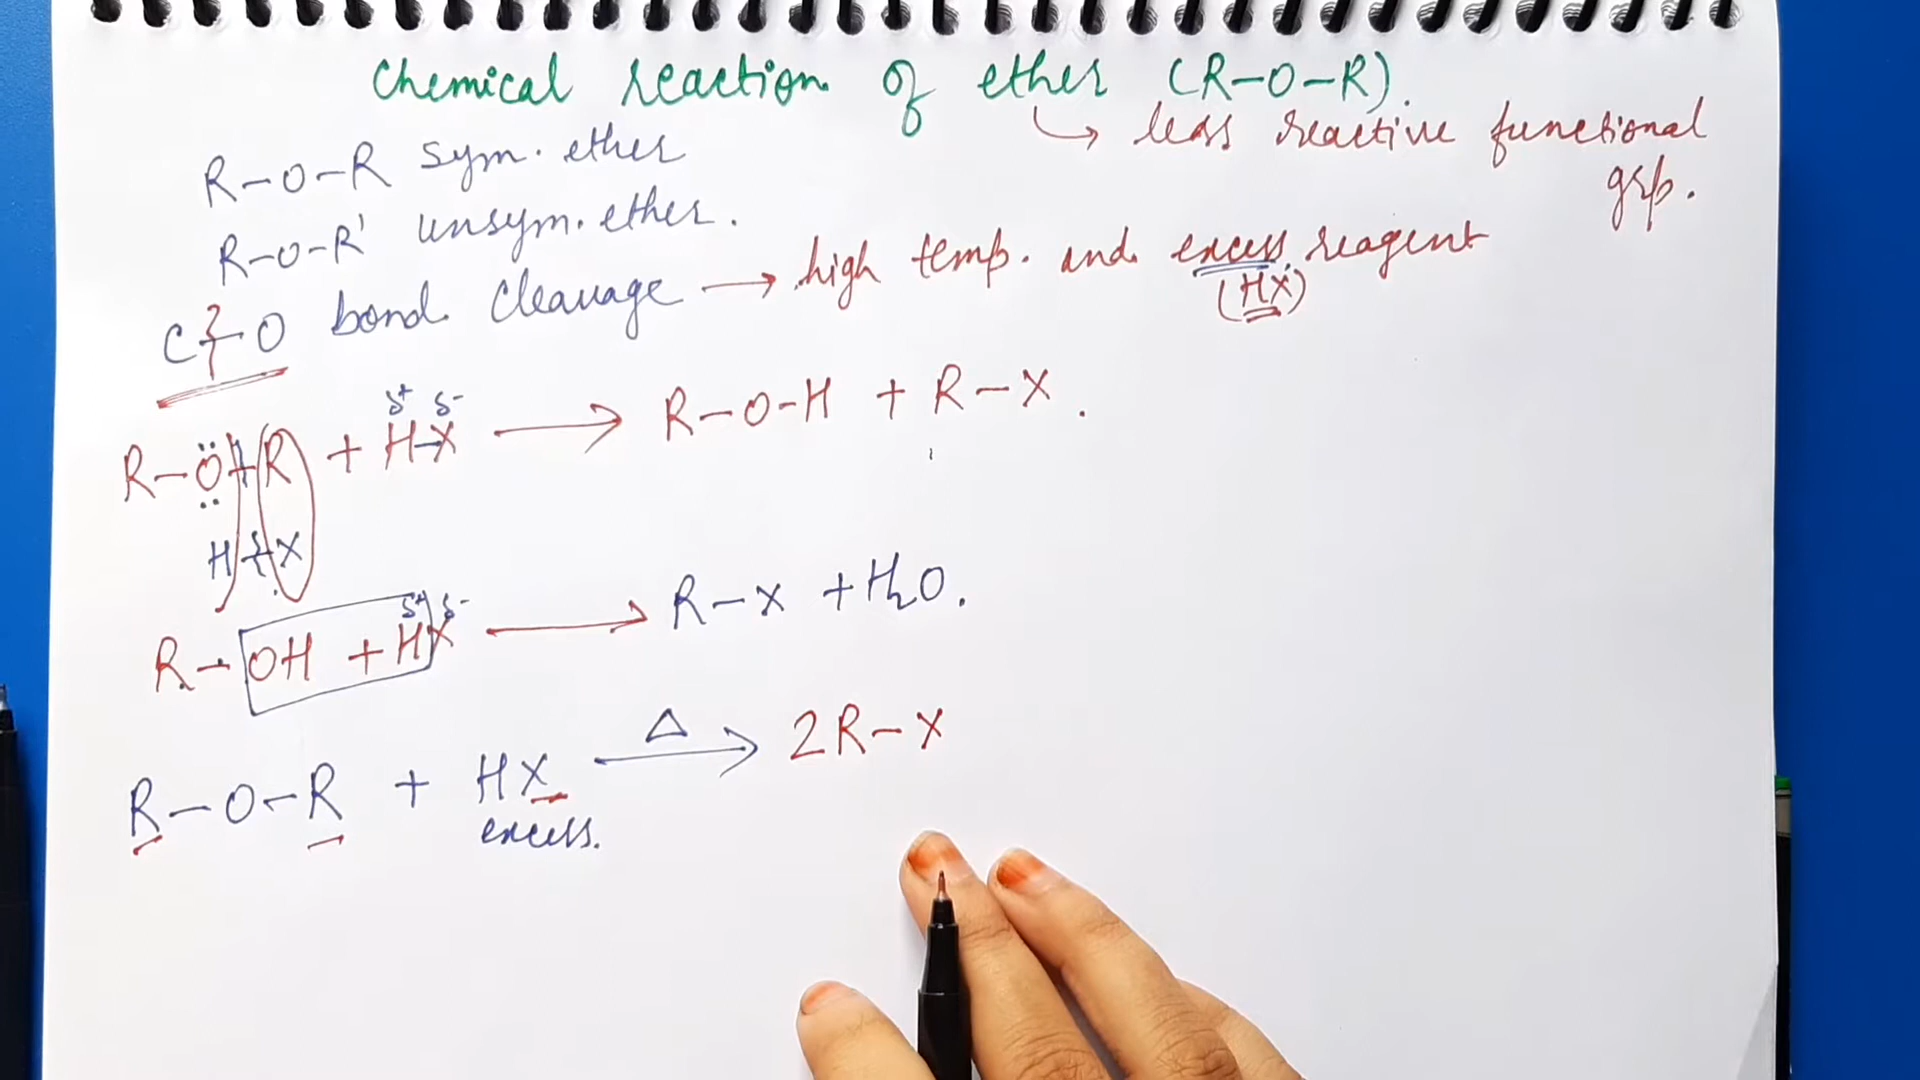 Chemical reaction of ether (R-O-R).
→ less reactive functional grp.
R-O-R sym. ether
R-O-R' unsym. ether.
C-O bond cleavage → high temp. and excess reagent
(HX)
δ+ δ-
R-O-R + H-X → R-O-H + R-X.
H X
δ+ δ-
R-OH + HX → R-X + H₂O.
Δ
R-O-R + HX → 2R-X
excess.